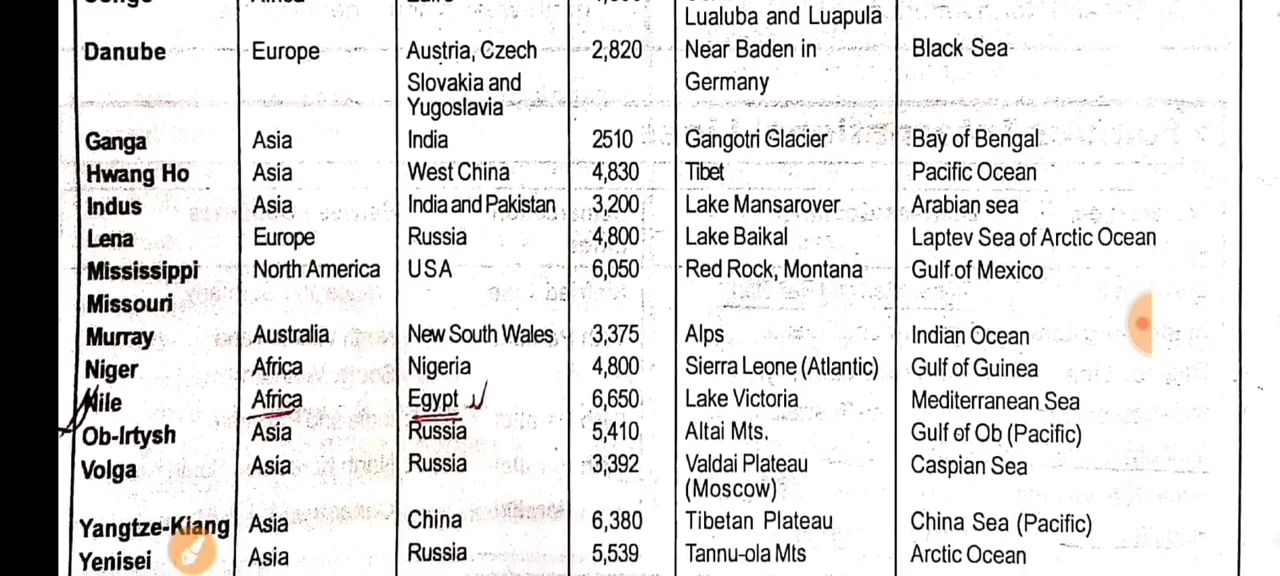 Lualuba and Luapula
Danube Europe Austria, Czech 2,820 Near Baden in Black Sea
Slovakia and Germany
Yugoslavia
Ganga Asia India 2510 Gangotri Glacier Bay of Bengal
Hwang Ho Asia West China 4,830 Tibet Pacific Ocean
Indus Asia India and Pakistan 3,200 Lake Mansarover Arabian sea
Lena Europe Russia 4,800 Lake Baikal Laptev Sea of Arctic Ocean
Mississippi North America USA 6,050 Red Rock, Montana Gulf of Mexico
Missouri
Murray Australia New South Wales 3,375 Alps Indian Ocean
Niger Africa Nigeria 4,800 Sierra Leone (Atlantic) Gulf of Guinea
Nile Africa Egypt 6,650 Lake Victoria Mediterranean Sea
Ob-Irtysh Asia Russia 5,410 Altai Mts. Gulf of Ob (Pacific)
Volga Asia Russia 3,392 Valdai Plateau Caspian Sea
(Moscow)
Yangtze-Kiang Asia China 6,380 Tibetan Plateau China Sea (Pacific)
Yenisei Asia Russia 5,539 Tannu-ola Mts Arctic Ocean